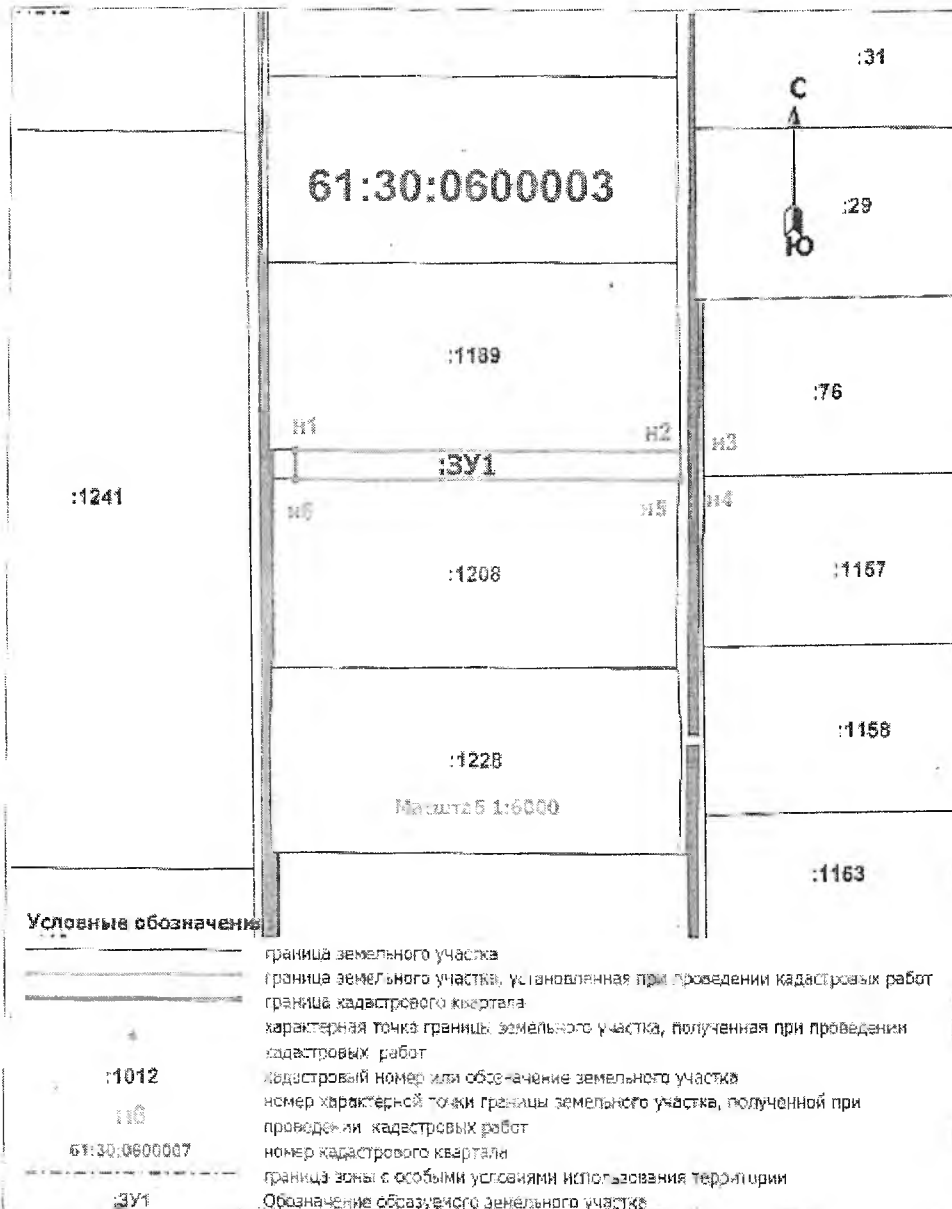 :31
С
61:30:0600003
:29
Ю
:1189
:76
н1
н2
н3
:ЗУ1
:1241
н6
н5
н4
:1208
:1157
:1158
:1228
Масштаб 1:6000
:1163
Условные обозначения
граница земельного участка
граница земельного участка, установленная при проведении кадастровых работ
граница кадастрового квартала
характерная точка границы земельного участка, полученная при проведении
кадастровых работ
:1012
кадастровый номер или обозначение земельного участка
н6
номер характерной точки границы земельного участка, полученной при
проведении кадастровых работ
61:30:0600007
номер кадастрового квартала
граница зоны с особыми условиями использования территории
:ЗУ1
Обозначение образуемого земельного участка